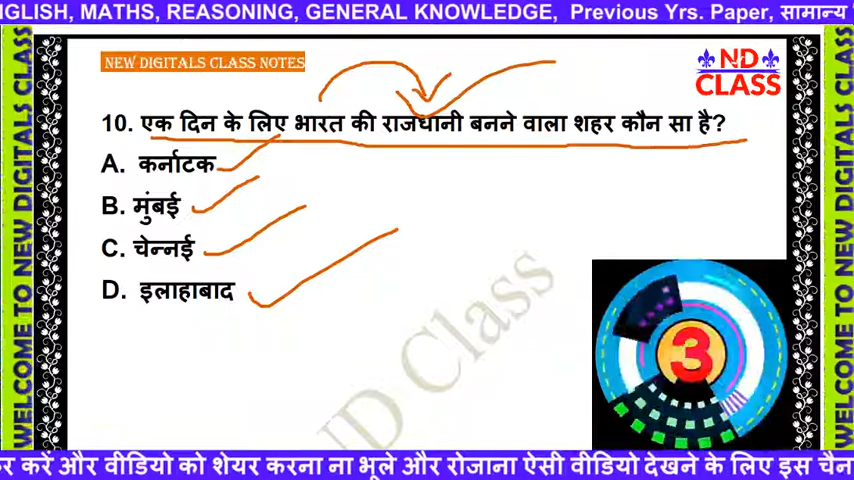 NGLISH, MATHS, REASONING, GENERAL KNOWLEDGE, Previous Yrs. Paper, सामान्य
NEW DIGITALS CLASS NOTES
ND
CLASS
10. एक दिन के लिए भारत की राजधानी बनने वाला शहर कौन सा है?
A. कर्नाटक
B. मुंबई
C. चेन्नई
D. इलाहाबाद
3
ND Class
WELCOME TO NEW DIGITALS CLASS
WELCOME TO NEW DIGITALS CLASS
र करें और वीडियो को शेयर करना ना भूले और रोजाना ऐसी वीडियो देखने के लिए इस चैन